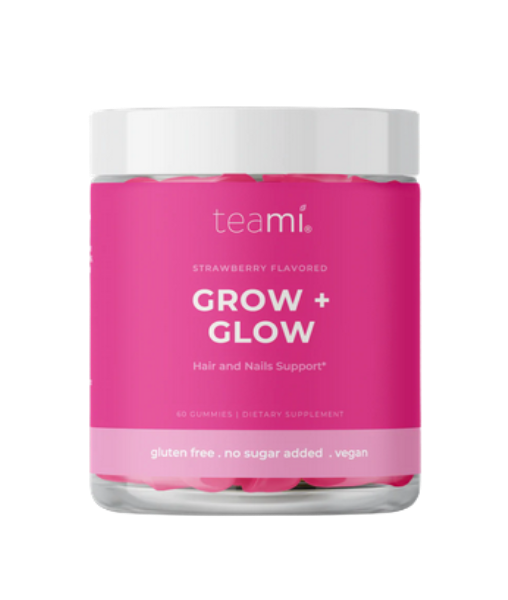 teami®
STRAWBERRY FLAVORED
GROW +
GLOW
Hair and Nails Support*
60 GUMMIES | DIETARY SUPPLEMENT
gluten free . no sugar added . vegan